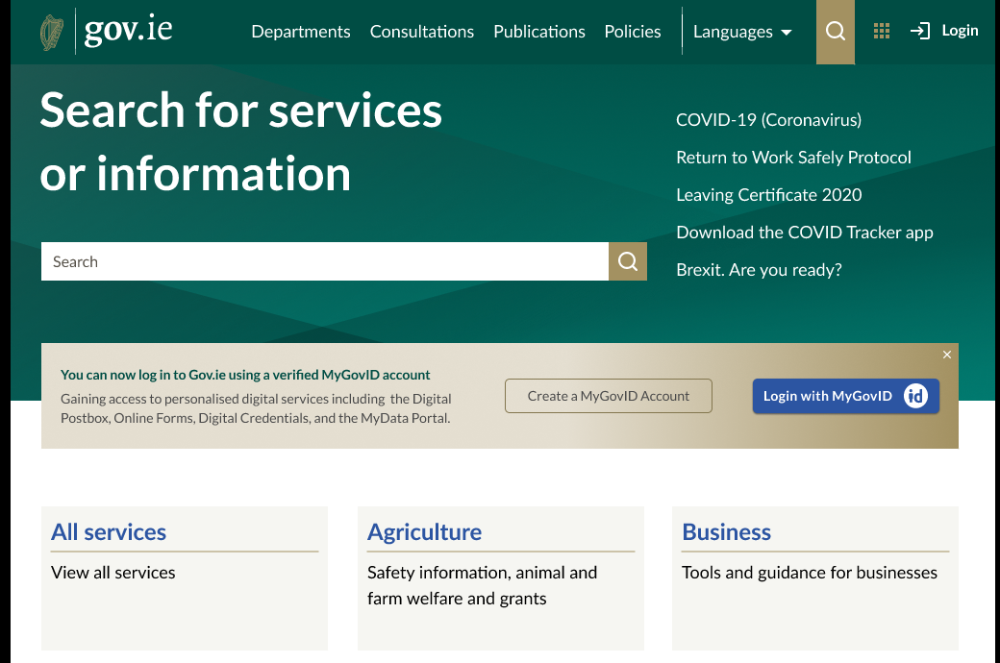 gov.ie
Departments
Consultations
Publications
Policies
Languages
Login
Search for services
or information
Search
COVID-19 (Coronavirus)
Return to Work Safely Protocol
Leaving Certificate 2020
Download the COVID Tracker app
Brexit. Are you ready?
You can now log in to Gov.ie using a verified MyGovID account
Gaining access to personalised digital services including the Digital
Postbox, Online Forms, Digital Credentials, and the MyData Portal.
Create a MyGovID Account
Login with MyGovID id
All services
View all services
Agriculture
Safety information, animal and
farm welfare and grants
Business
Tools and guidance for businesses